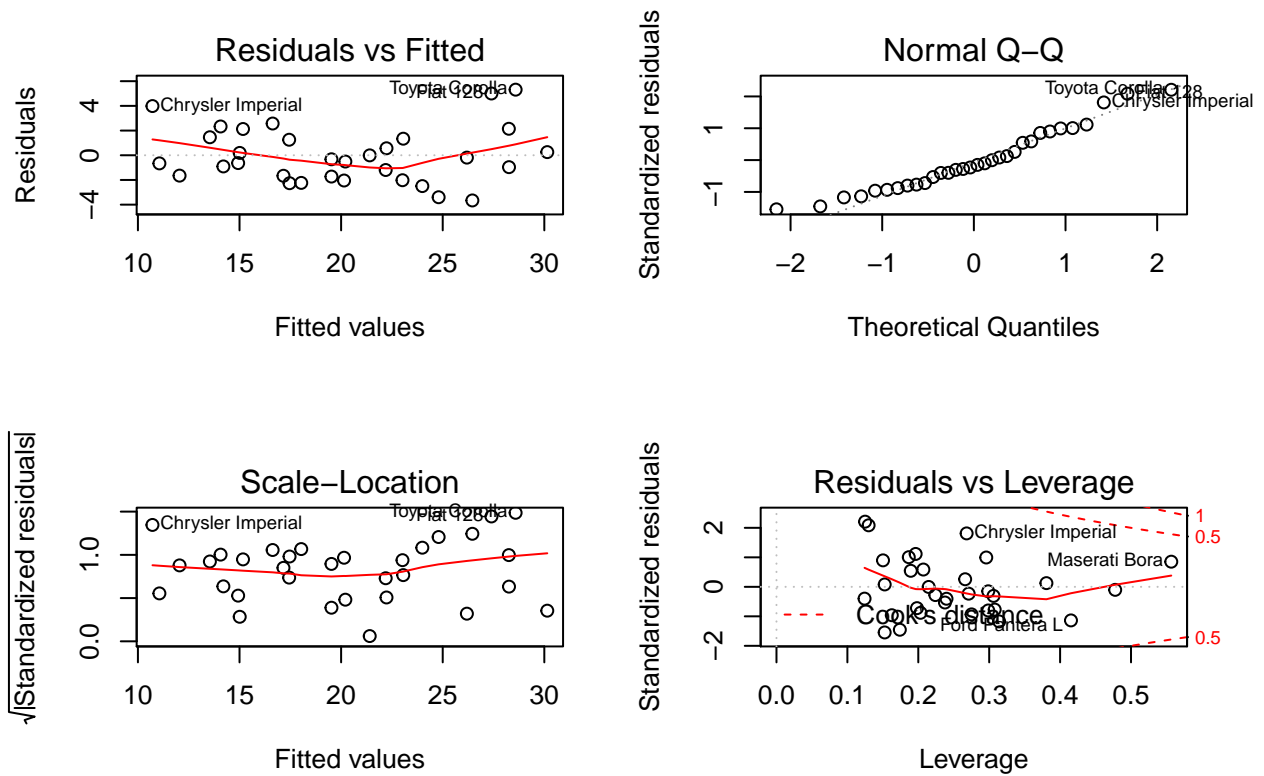 Residuals vs Fitted
Residuals
4
0
−4
Toyota Corolla
Fiat 128
Chrysler Imperial
10 15 20 25 30
Fitted values
Normal Q−Q
Standardized residuals
1
−1
Toyota Corolla
Fiat 128
Chrysler Imperial
−2 −1 0 1 2
Theoretical Quantiles
Scale−Location
√|Standardized residuals|
1.0
0.0
Toyota Corolla
Fiat 128
Chrysler Imperial
10 15 20 25 30
Fitted values
Residuals vs Leverage
Standardized residuals
2
0
−2
1
0.5
Chrysler Imperial
Maserati Bora
Cook's distance
Ford Pantera L
0.5
0.0 0.1 0.2 0.3 0.4 0.5
Leverage